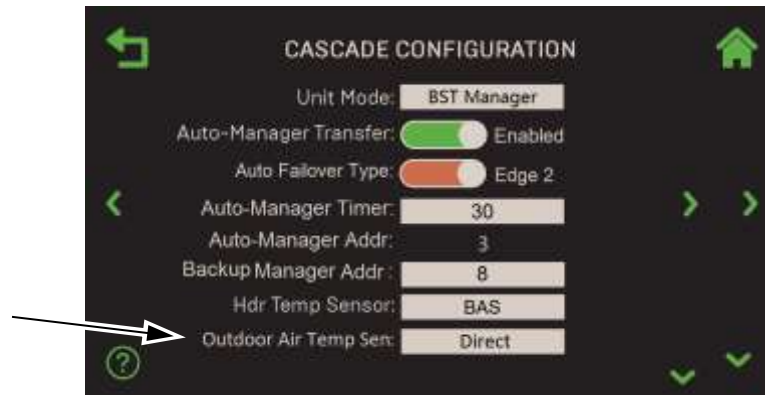 CASCADE CONFIGURATION
Unit Mode: BST Manager
Auto-Manager Transfer: Enabled
Auto Failover Type: Edge 2
Auto-Manager Timer: 30
Auto-Manager Addr: 3
Backup Manager Addr : 8
Hdr Temp Sensor: BAS
Outdoor Air Temp Sen: Direct
?